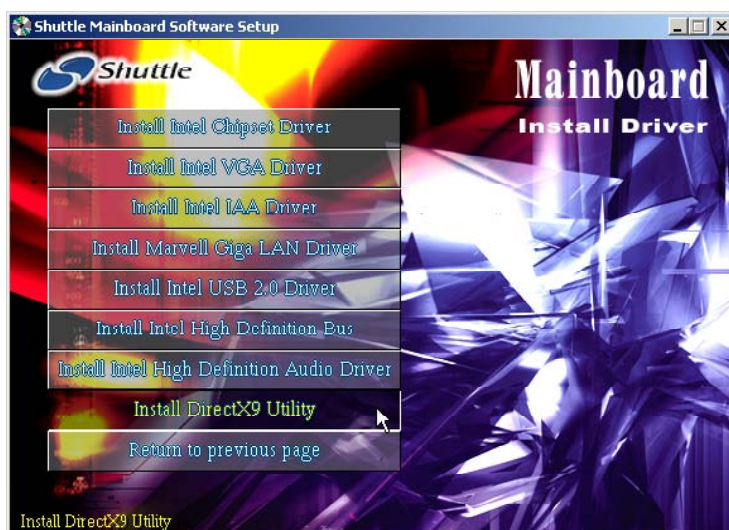 Shuttle Mainboard Software Setup
Shuttle
Mainboard
Install Driver
Install Intel Chipset Driver
Install Intel VGA Driver
Install Intel IAA Driver
Install Marvell Giga LAN Driver
Install Intel USB 2.0 Driver
Install Intel High Definition Bus
Install Intel High Definition Audio Driver
Install DirectX9 Utility
Return to previous page
Install DirectX9 Utility